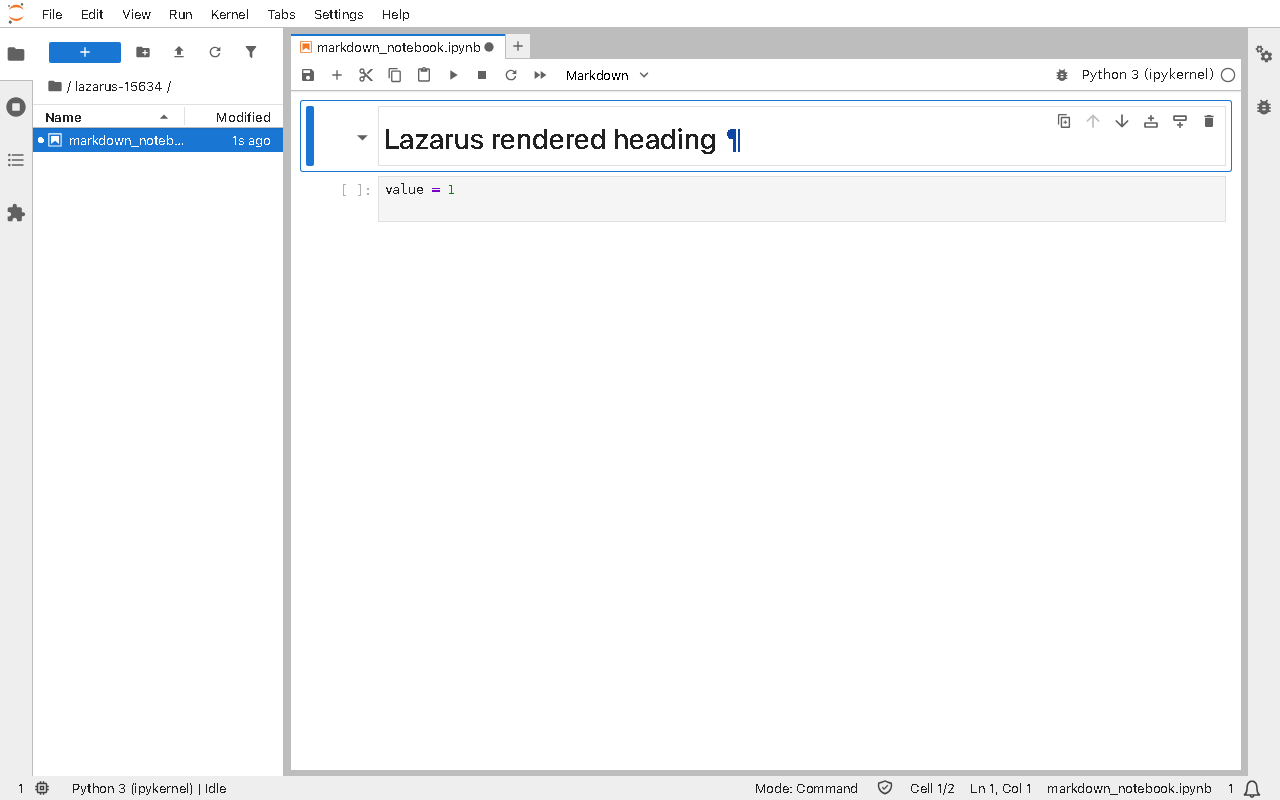 File Edit View Run Kernel Tabs Settings Help
/ lazarus-15634 /
Name Modified
markdown_noteb... 1s ago
markdown_notebook.ipynb
Markdown
Python 3 (ipykernel)
Lazarus rendered heading ¶
[ ]: value = 1
1 Python 3 (ipykernel) | Idle
Mode: Command Cell 1/2 Ln 1, Col 1 markdown_notebook.ipynb 1